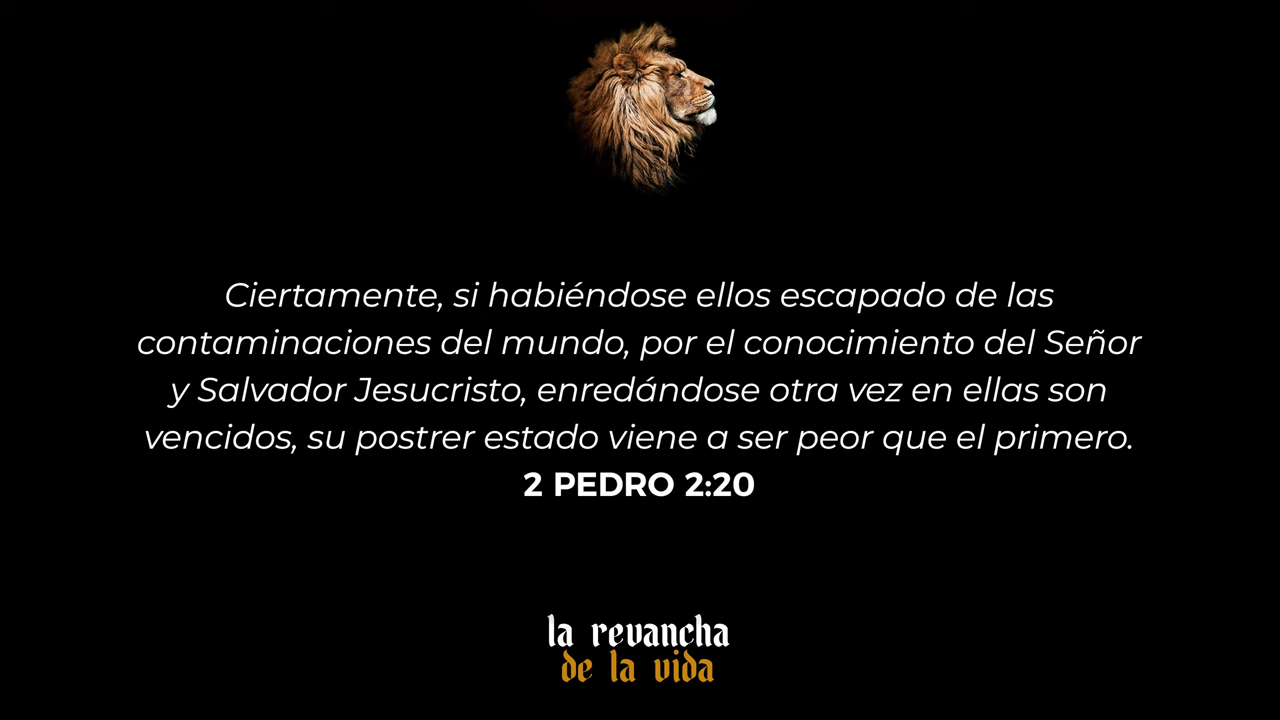 Ciertamente, si habiéndose ellos escapado de las
contaminaciones del mundo, por el conocimiento del Señor
y Salvador Jesucristo, enredándose otra vez en ellas son
vencidos, su postrer estado viene a ser peor que el primero.
2 PEDRO 2:20
la revancha
de la vida